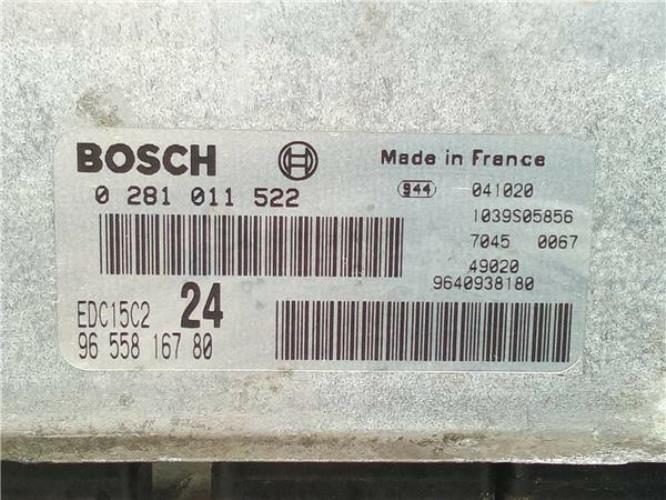 BOSCH
Made in France
0 281 011 522
944 041020
1039S05856
7045 0067
49020
9640938180
EDC15C2 24
96 558 167 80